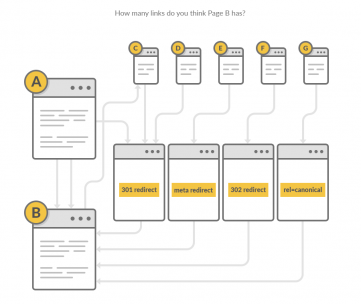 How many links do you think Page B has?
C D E F G
A
301 redirect meta redirect 302 redirect rel=canonical
B